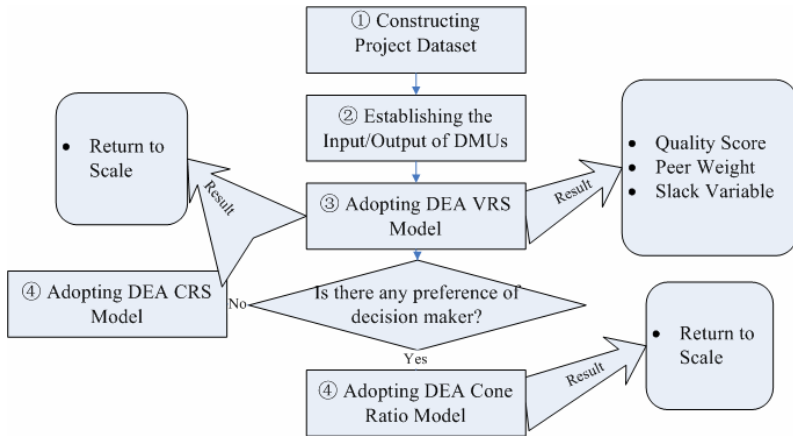 ① Constructing
Project Dataset
② Establishing the
Input/Output of DMUs
• Return to
Scale
Result
• Quality Score
• Peer Weight
• Slack Variable
Result
③ Adopting DEA VRS
Model
④ Adopting DEA CRS
Model
No
Is there any preference of
decision maker?
Yes
④ Adopting DEA Cone
Ratio Model
Result
• Return to
Scale